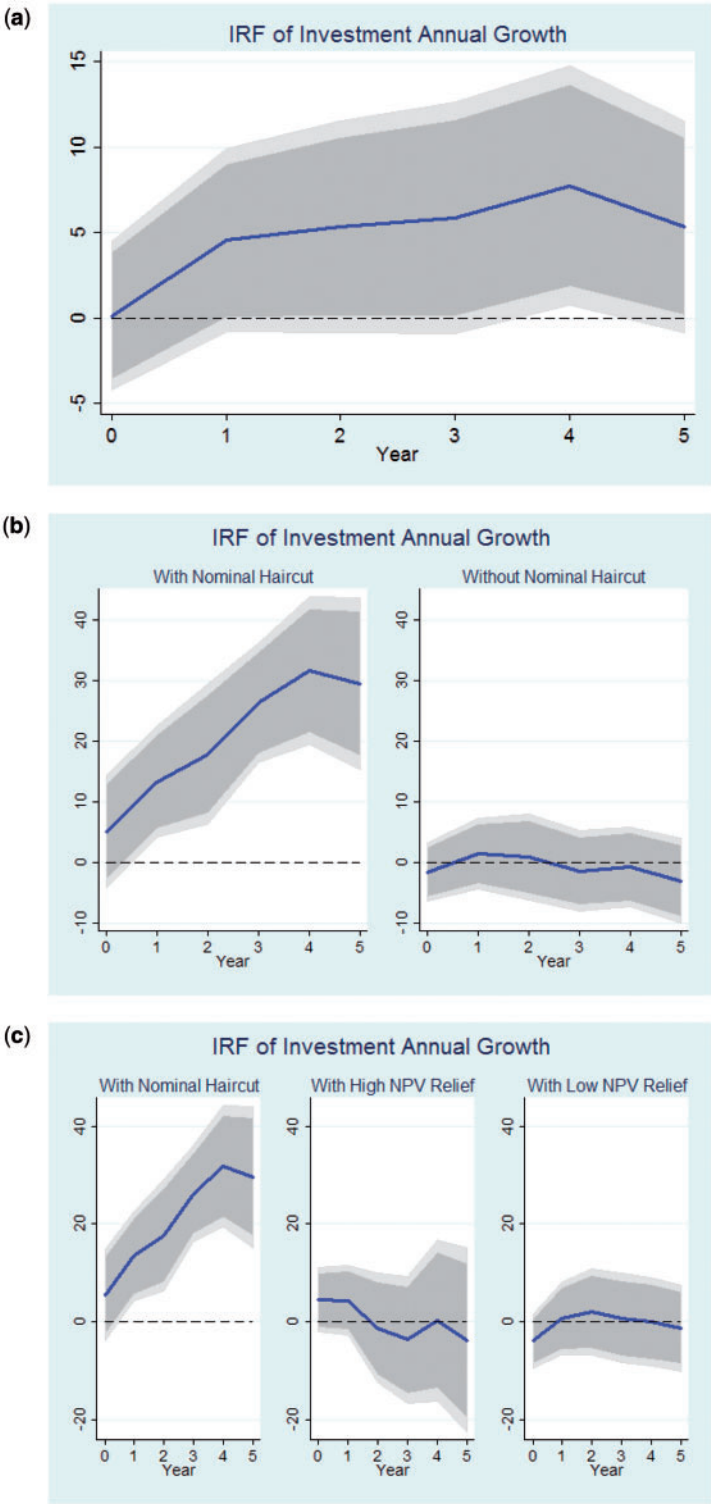 (a)
IRF of Investment Annual Growth
15
10
5
0
-5
0 1 2 3 4 5
Year
(b)
IRF of Investment Annual Growth
With Nominal Haircut
Without Nominal Haircut
40
30
20
10
0
-10
0 1 2 3 4 5
Year
40
30
20
10
0
-10
0 1 2 3 4 5
Year
(c)
IRF of Investment Annual Growth
With Nominal Haircut
With High NPV Relief
With Low NPV Relief
40
20
0
-20
0 1 2 3 4 5
Year
40
20
0
-20
0 1 2 3 4 5
Year
40
20
0
-20
0 1 2 3 4 5
Year